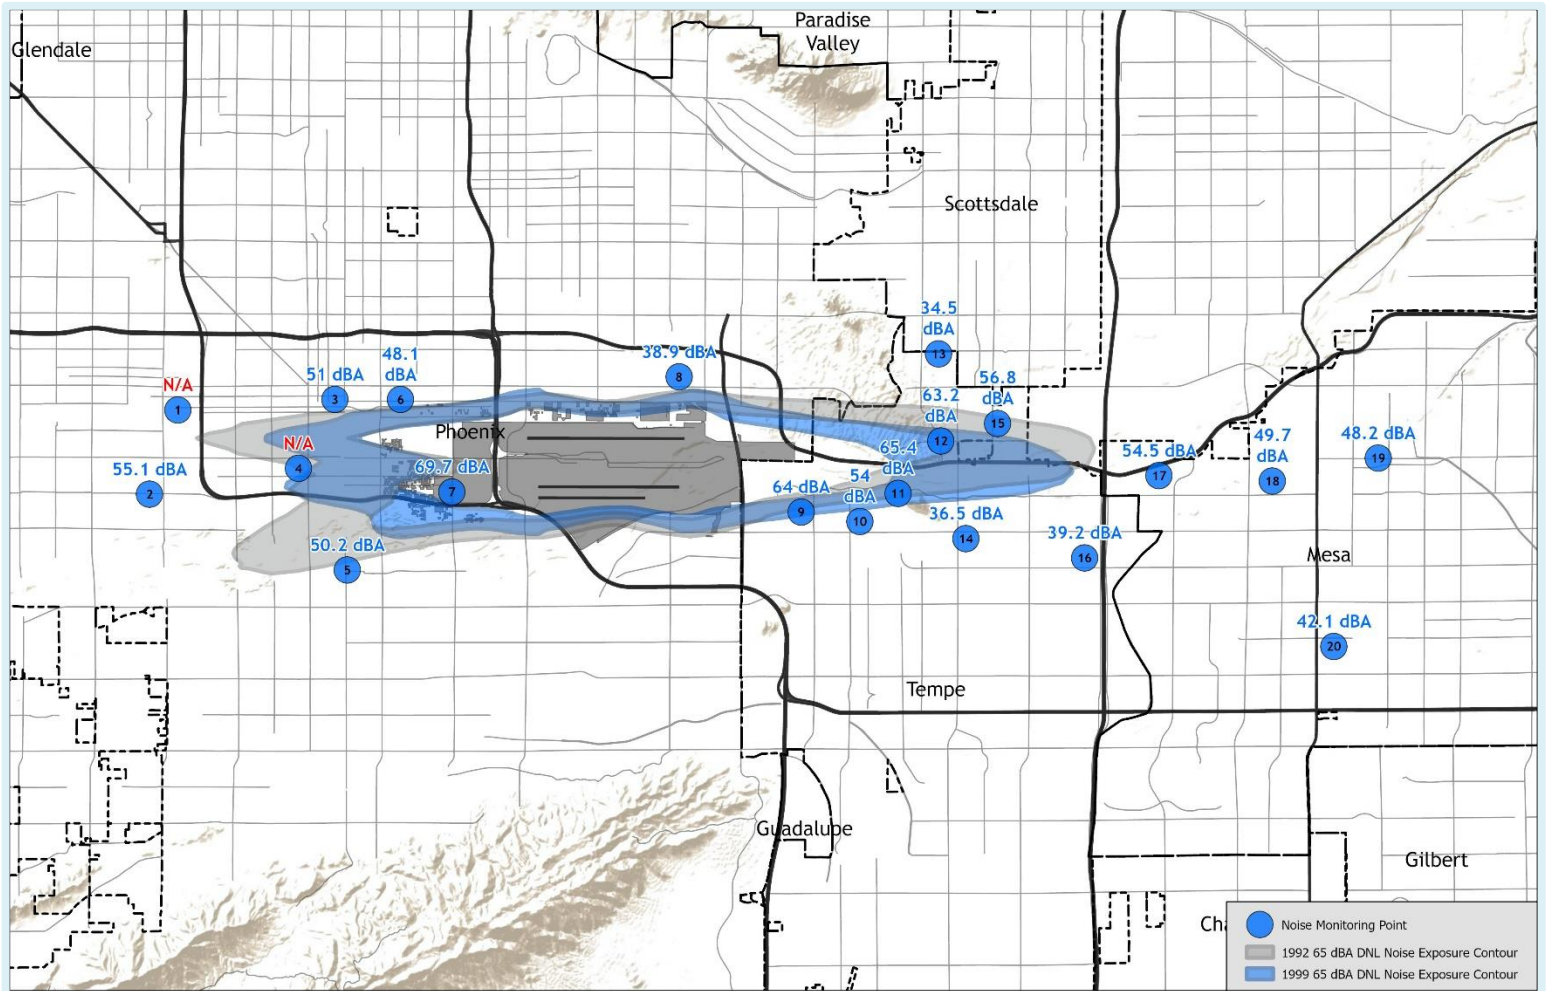 Paradise
Valley
Glendale
Scottsdale
34.5
dBA
13
48.1
dBA
38.9 dBA
8
51 dBA
3
6
N/A
1
56.8
dBA
15
63.2
dBA
12
Phoenix
N/A
4
65.4
dBA
11
54.5 dBA
17
49.7
dBA
18
48.2 dBA
19
55.1 dBA
2
69.7 dBA
7
64 dBA
9
54
dBA
10
36.5 dBA
14
39.2 dBA
16
50.2 dBA
5
Mesa
42.1 dBA
20
Tempe
Guadalupe
Gilbert
Cha
Noise Monitoring Point
1992 65 dBA DNL Noise Exposure Contour
1999 65 dBA DNL Noise Exposure Contour